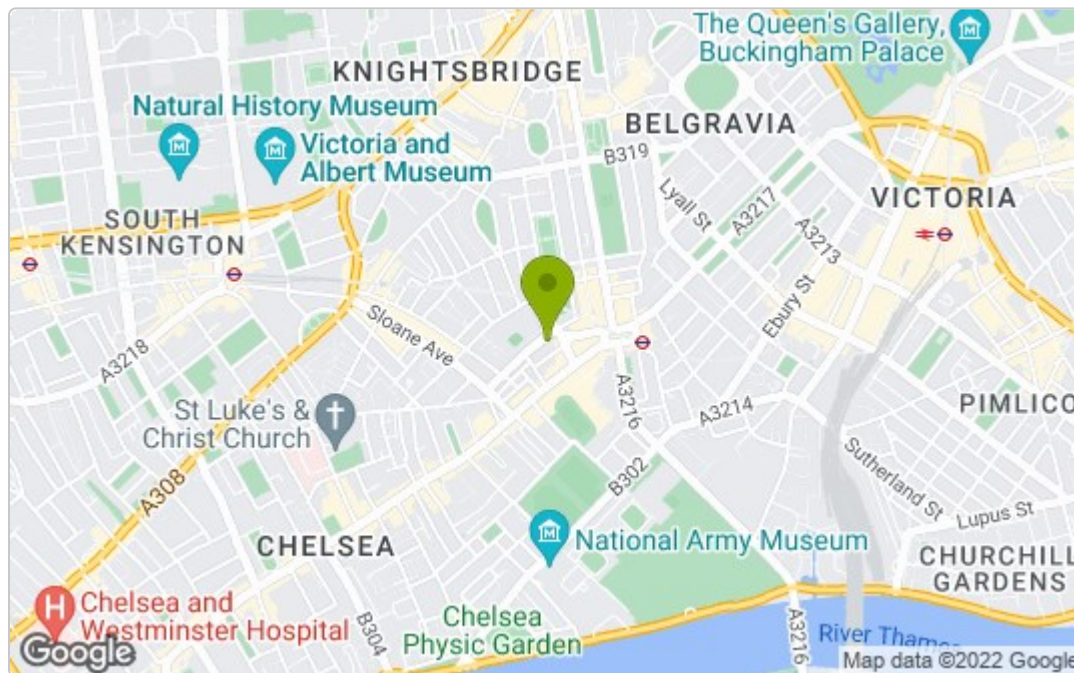 The Queen's Gallery,
Buckingham Palace
KNIGHTSBRIDGE
Natural History Museum
BELGRAVIA
Victoria and
Albert Museum
B319
Lyall St
A3217
VICTORIA
SOUTH
KENSINGTON
A3213
Ebury St
Sloane Ave
A3218
A3216
A3214
PIMLICO
St Luke's &
Christ Church
Sutherland St
B302
A308
Lupus St
CHELSEA
National Army Museum
CHURCHILL
GARDENS
Chelsea and
Westminster Hospital
B304
Chelsea
Physic Garden
A3216
River Thames
Google
Map data ©2022 Google